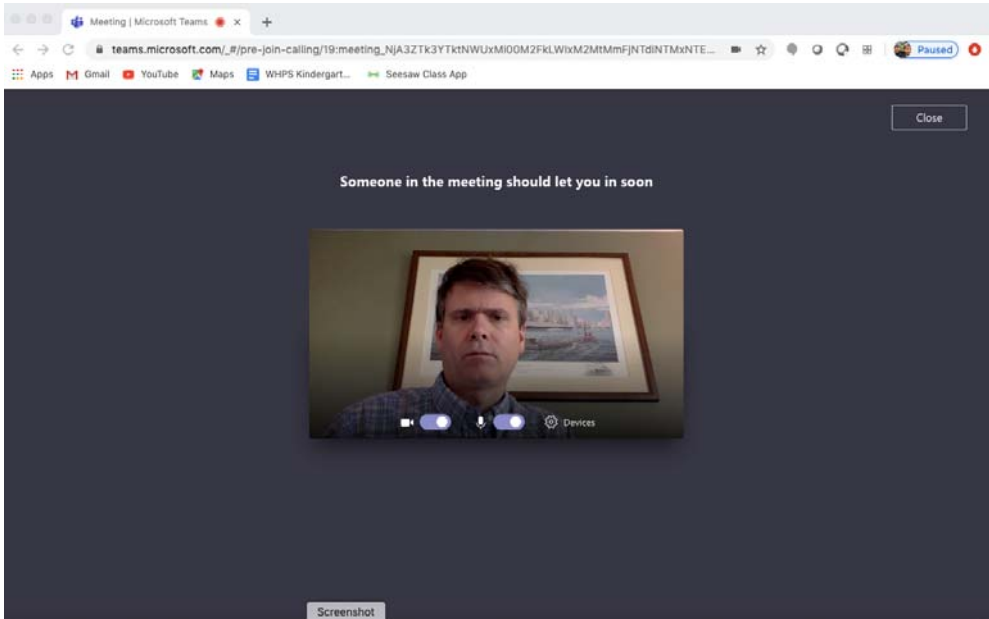 Meeting | Microsoft Teams
teams.microsoft.com/_#/pre-join-calling/19:meeting_NjA3ZTk3YTktNWUxMi00M2FkLWIxM2MtMmFjNTdiNTMxNTE...
Paused
Apps Gmail YouTube Maps WHPS Kindergart... Seesaw Class App
Close
Someone in the meeting should let you in soon
Devices
Screenshot